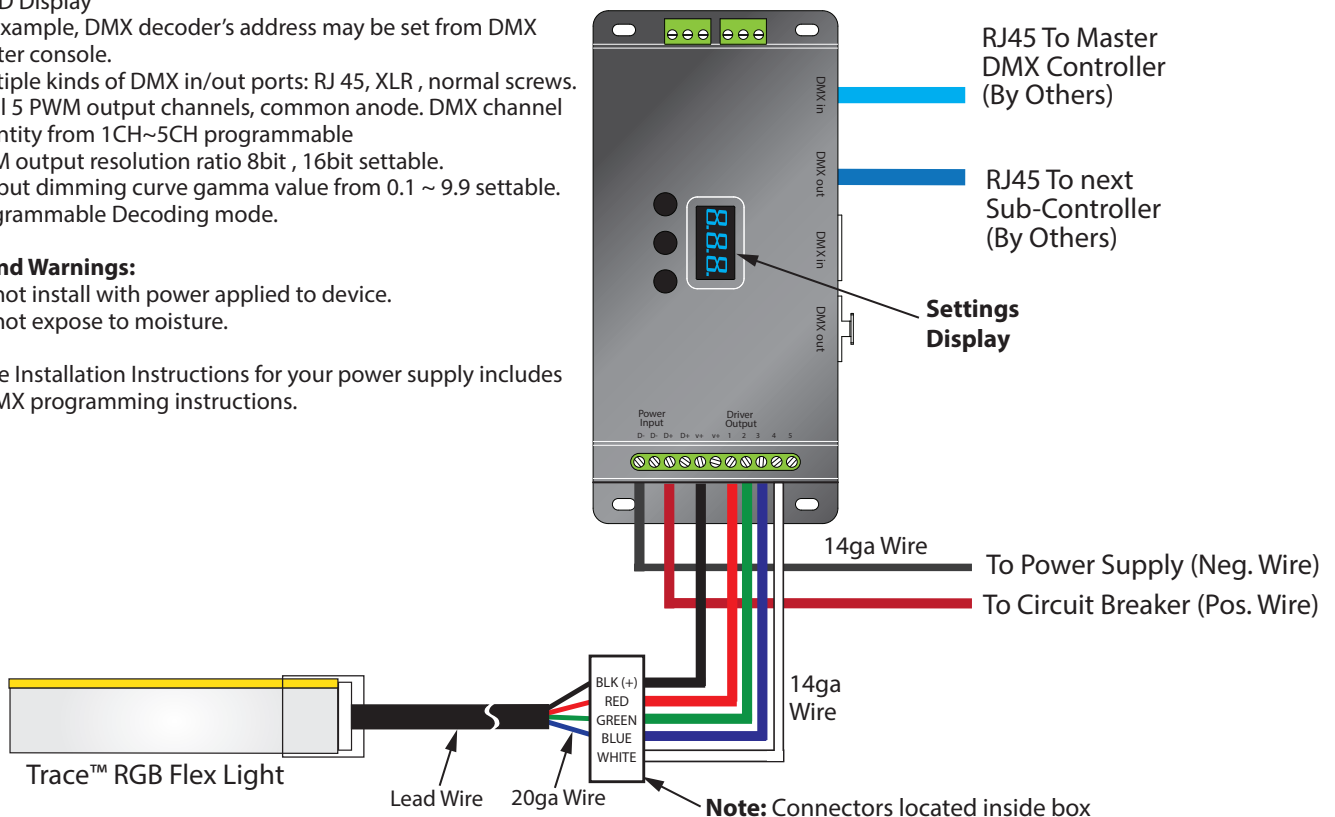 D Display
xample, DMX decoder's address may be set from DMX
ter console.
tiple kinds of DMX in/out ports: RJ 45, XLR , normal screws.
l 5 PWM output channels, common anode. DMX channel
ntity from 1CH~5CH programmable
M output resolution ratio 8bit , 16bit settable.
put dimming curve gamma value from 0.1 ~ 9.9 settable.
grammable Decoding mode.
nd Warnings:
not install with power applied to device.
not expose to moisture.
e Installation Instructions for your power supply includes
MX programming instructions.
DMX in
DMX out
DMX in
DMX out
8.8.8.
RJ45 To Master
DMX Controller
(By Others)
RJ45 To next
Sub-Controller
(By Others)
Settings
Display
Power
Input
Driver
Output
D- D- D+ D+ v+ v+ 1 2 3 4 5
14ga Wire
To Power Supply (Neg. Wire)
To Circuit Breaker (Pos. Wire)
BLK (+)
RED
GREEN
BLUE
WHITE
14ga
Wire
Trace™ RGB Flex Light
Lead Wire
20ga Wire
Note: Connectors located inside box